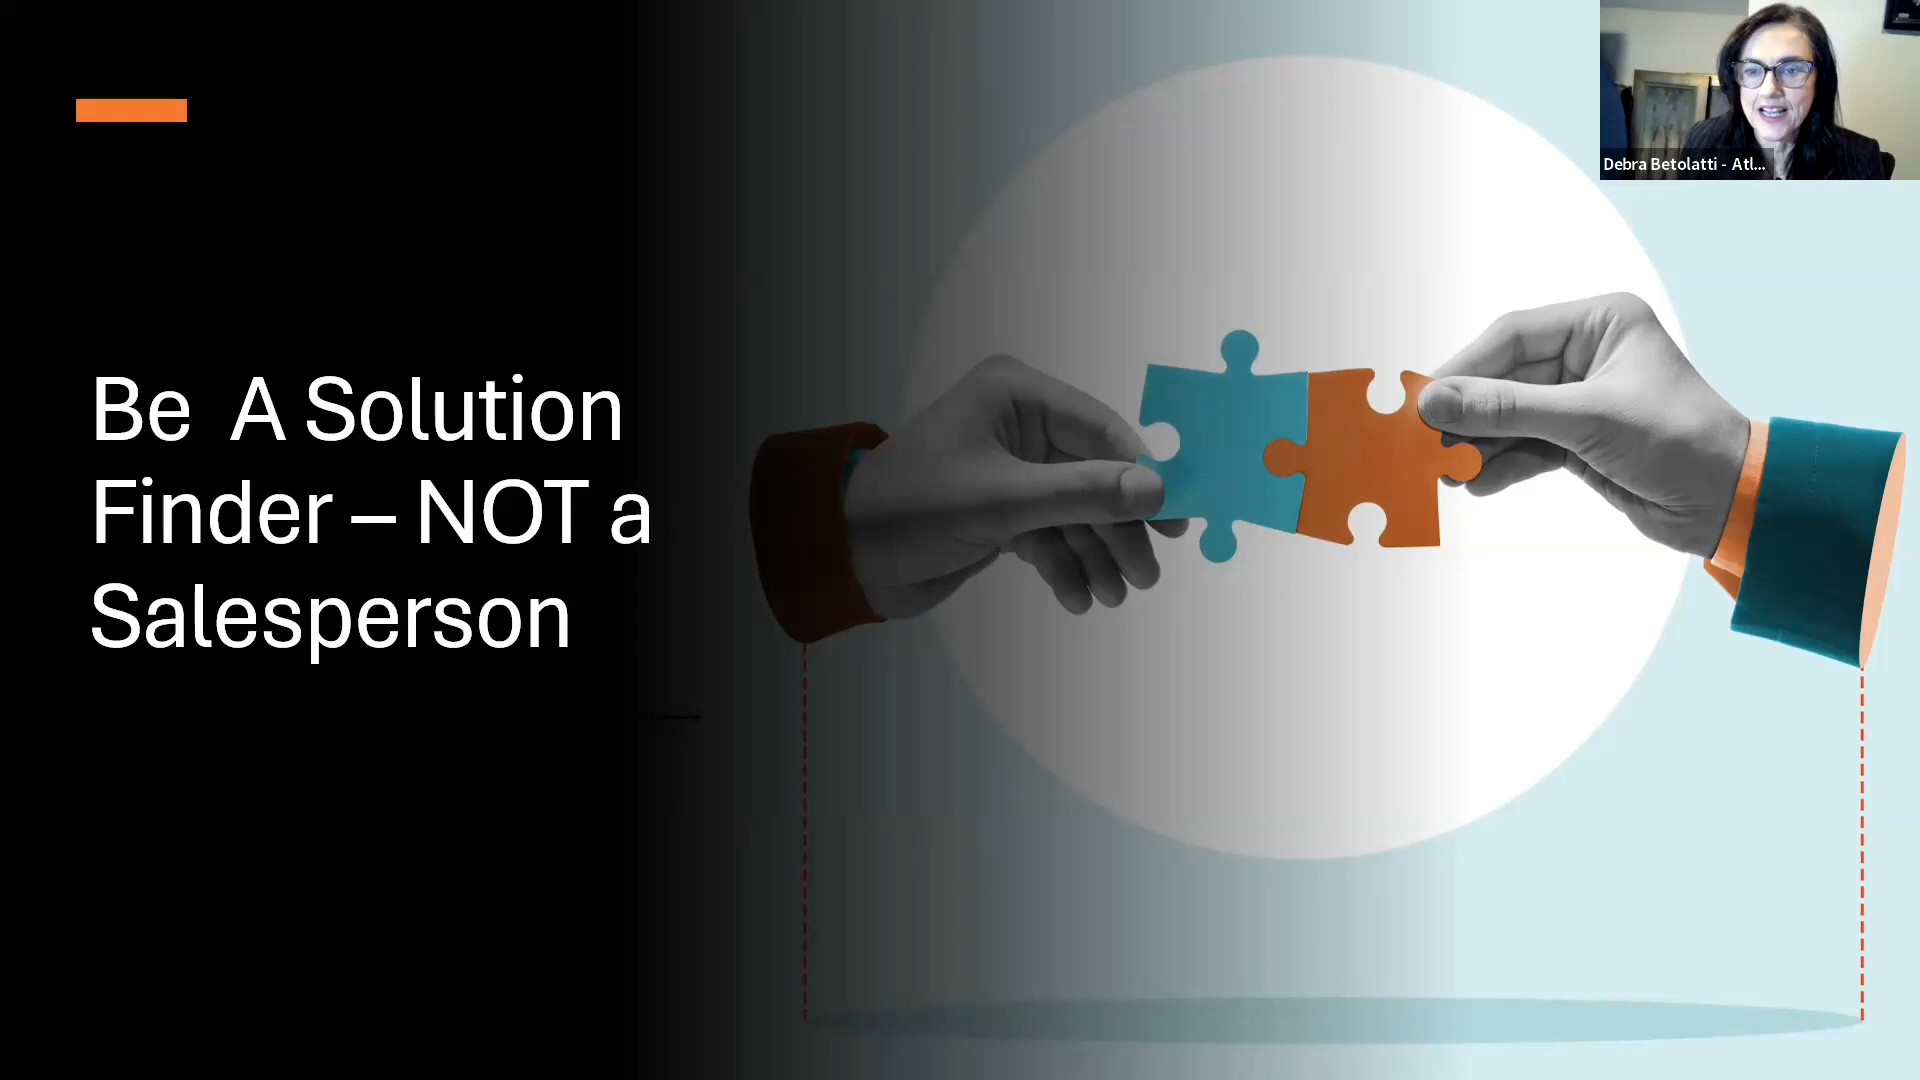 Be  A Solution
Finder – NOT a
Salesperson
Debra Betolatti - Atl...